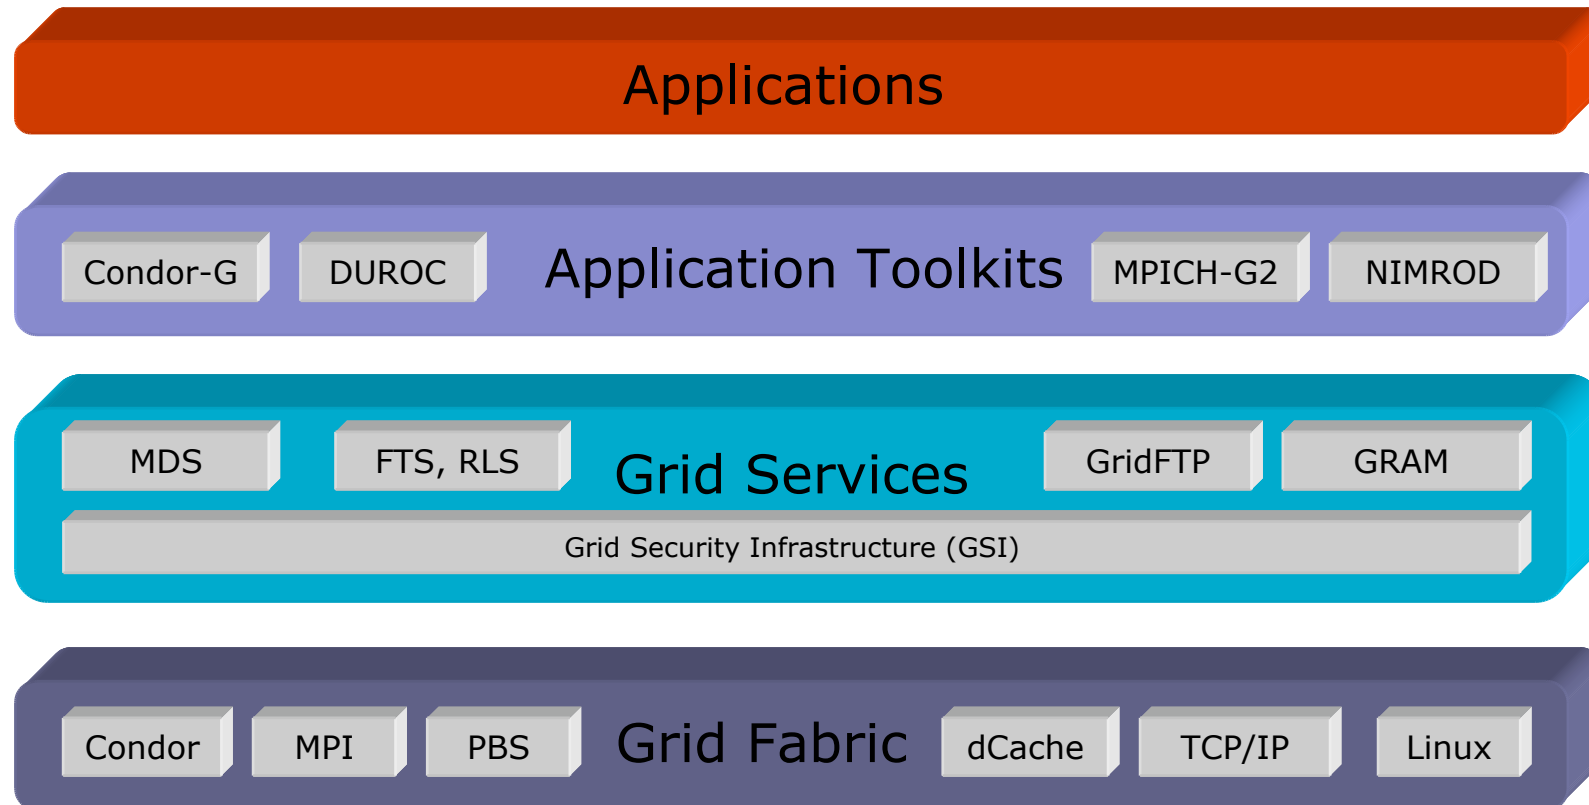 Applications
Condor-G
DUROC
Application Toolkits
MPICH-G2
NIMROD
MDS
FTS, RLS
Grid Services
GridFTP
GRAM
Grid Security Infrastructure (GSI)
Condor
MPI
PBS
Grid Fabric
dCache
TCP/IP
Linux